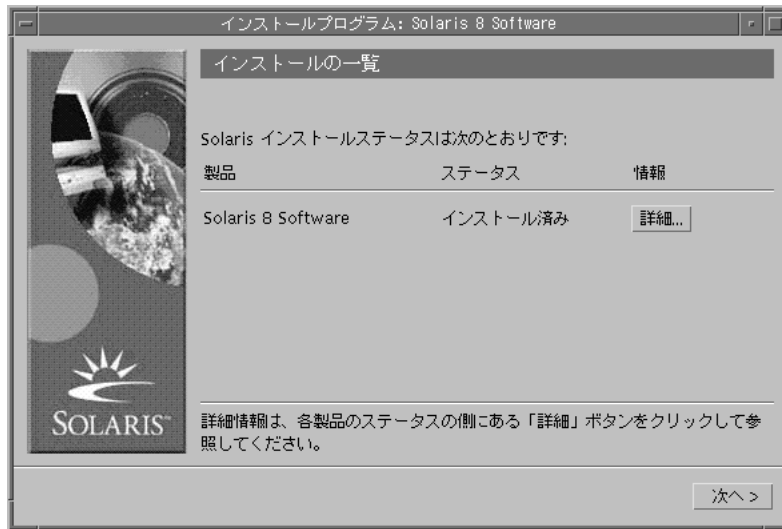 インストールプログラム: Solaris 8 Software
インストールの一覧
Solaris インストールステータスは次のとおりです:
製品 ステータス 情報
Solaris 8 Software インストール済み 詳細...
SOLARIS™
詳細情報は、各製品のステータスの側にある「詳細」ボタンをクリックして参
照してください。
次へ >